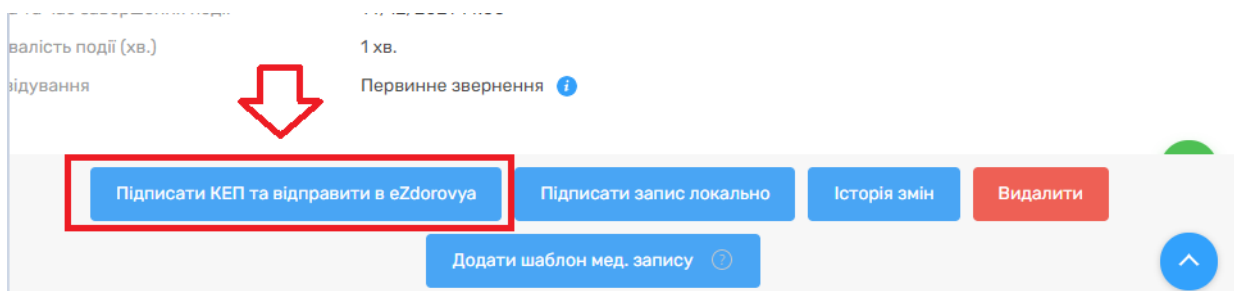 валість події (хв.) 1 хв.
відування Первинне звернення
Підписати КЕП та відправити в eZdorovya Підписати запис локально Історія змін Видалити
Додати шаблон мед. запису